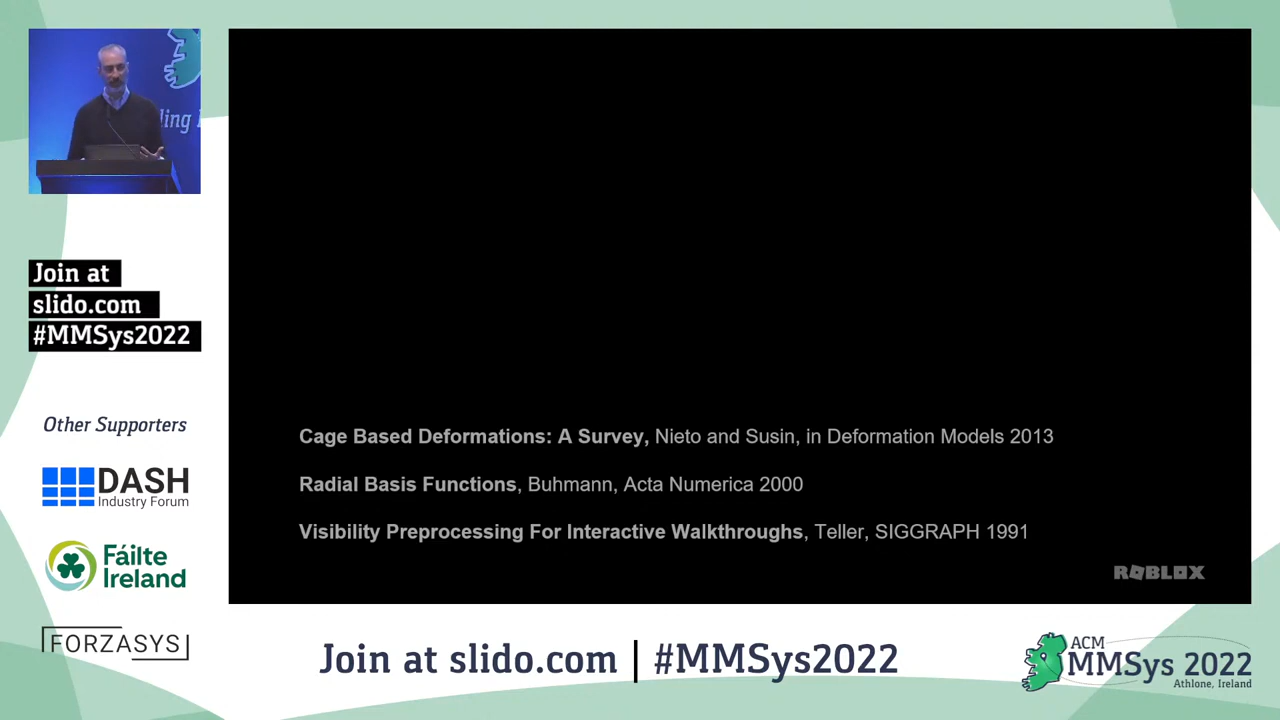 ling
Join at
slido.com
#MMSys2022
Other Supporters
DASH
Industry Forum
Fáilte
Ireland
FORZASYS
Cage Based Deformations: A Survey, Nieto and Susin, in Deformation Models 2013
Radial Basis Functions, Buhmann, Acta Numerica 2000
Visibility Preprocessing For Interactive Walkthroughs, Teller, SIGGRAPH 1991
ROBLOX
Join at slido.com | #MMSys2022
ACM
MMSys 2022
Athlone, Ireland